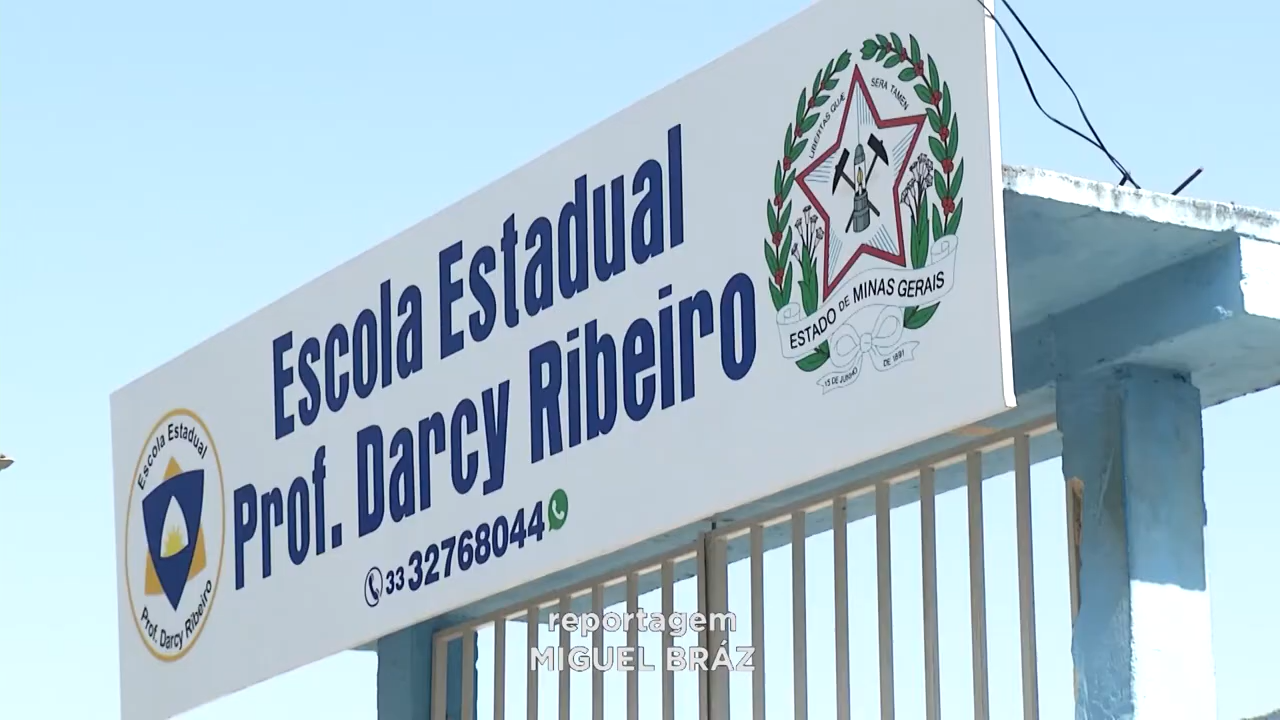 Escola Estadual
Prof. Darcy Ribeiro
33 32768044
Escola Estadual
Prof. Darcy Ribeiro
LIBERTAS QUÆ SERA TAMEN
ESTADO DE MINAS GERAIS
15 DE JUNHO DE 1891
reportagem
MIGUEL BRÁZ